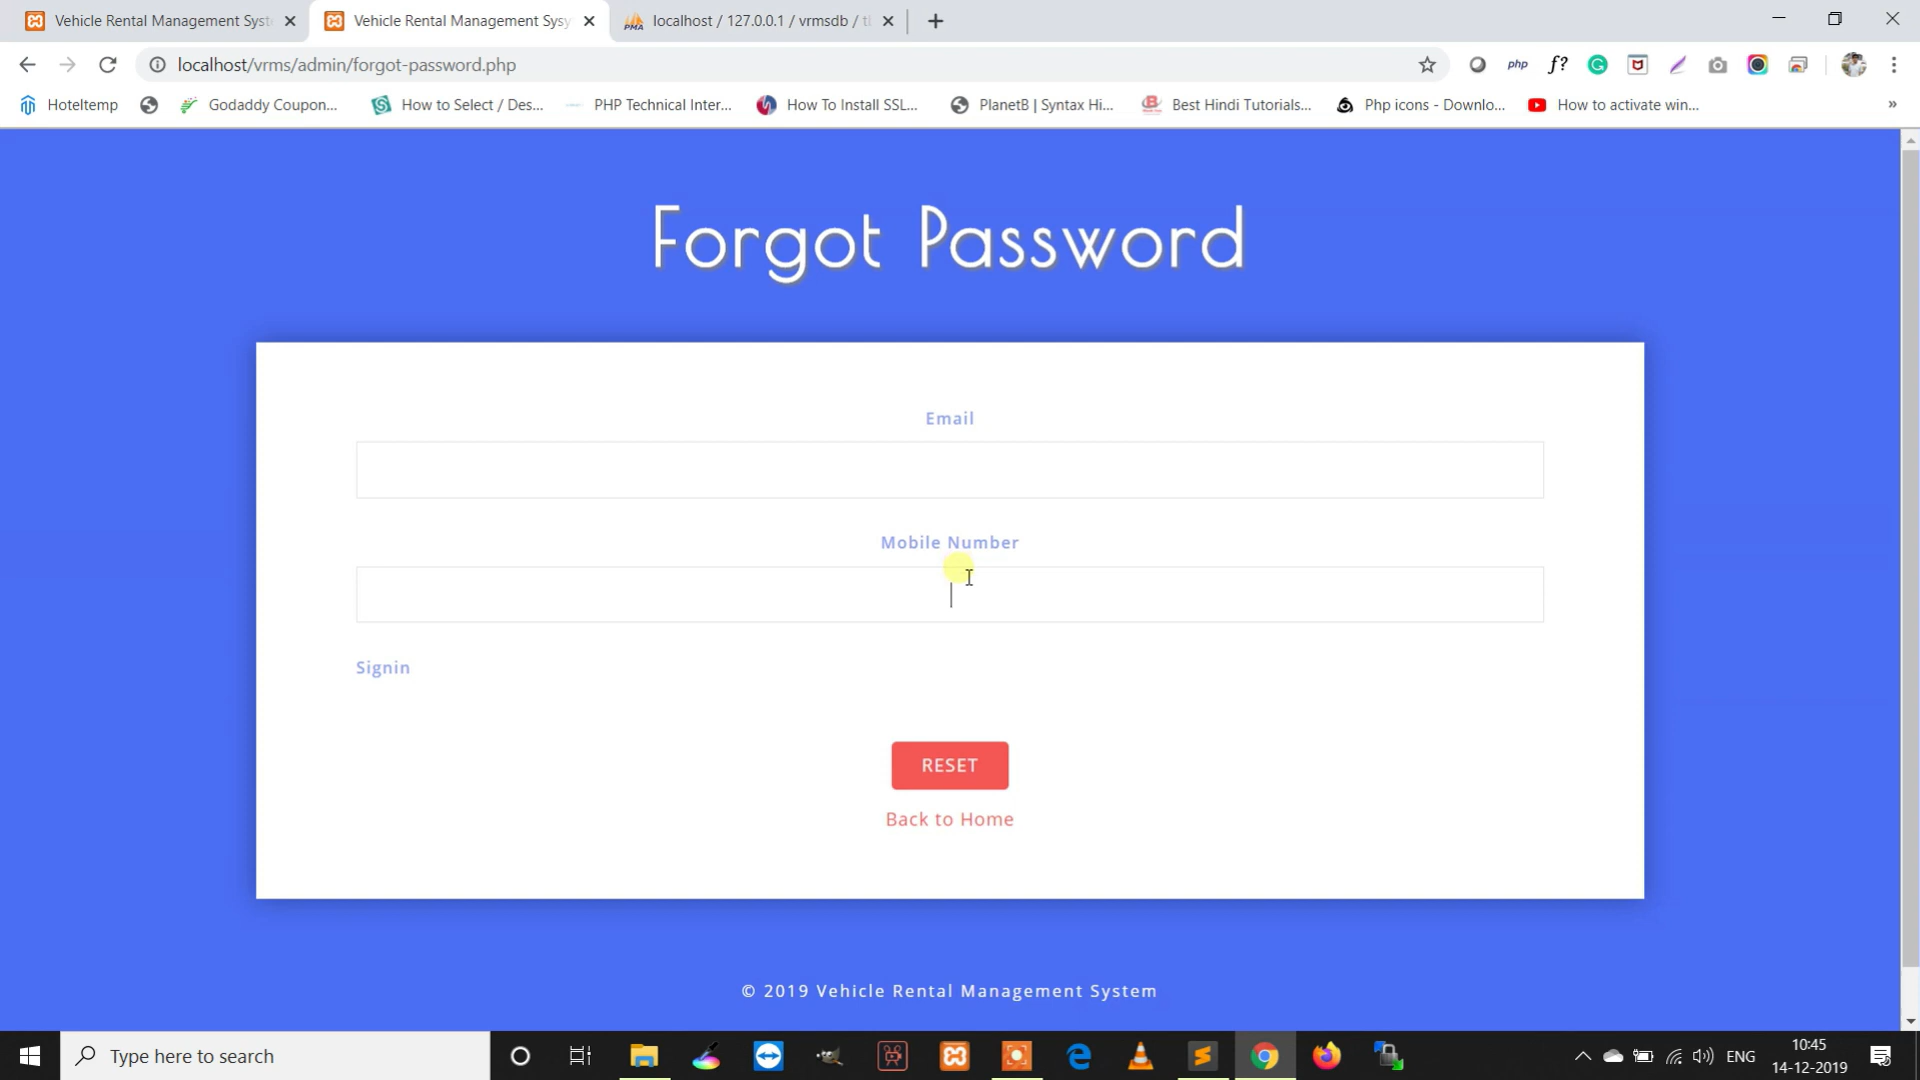 Vehicle Rental Management Syst
Vehicle Rental Management Sysy
PMA
localhost / 127.0.0.1 / vrmsdb / t
localhost/vrms/admin/forgot-password.php
php
f?
Hoteltemp
Godaddy Coupon...
How to Select / Des...
PHP Technical Inter...
How To Install SSL...
PlanetB | Syntax Hi...
Best Hindi Tutorials...
Php icons - Downlo...
How to activate win...
»
Forgot Password
Email
Mobile Number
Signin
RESET
Back to Home
© 2019 Vehicle Rental Management System
Type here to search
ENG
10:45
14-12-2019